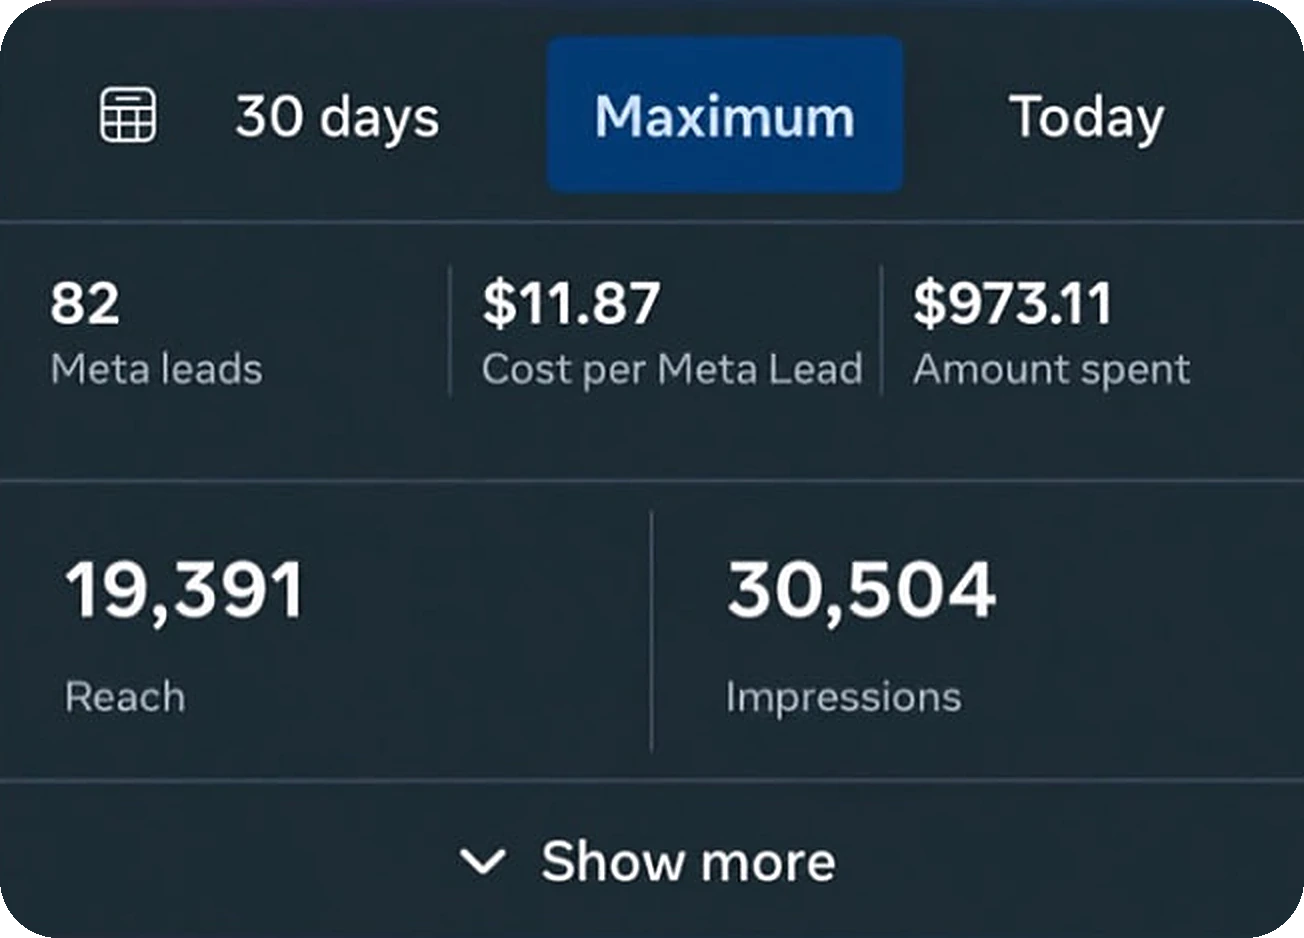 30 days Maximum Today
82 $11.87 $973.11
Meta leads Cost per Meta Lead Amount spent
19,391 30,504
Reach Impressions
Show more